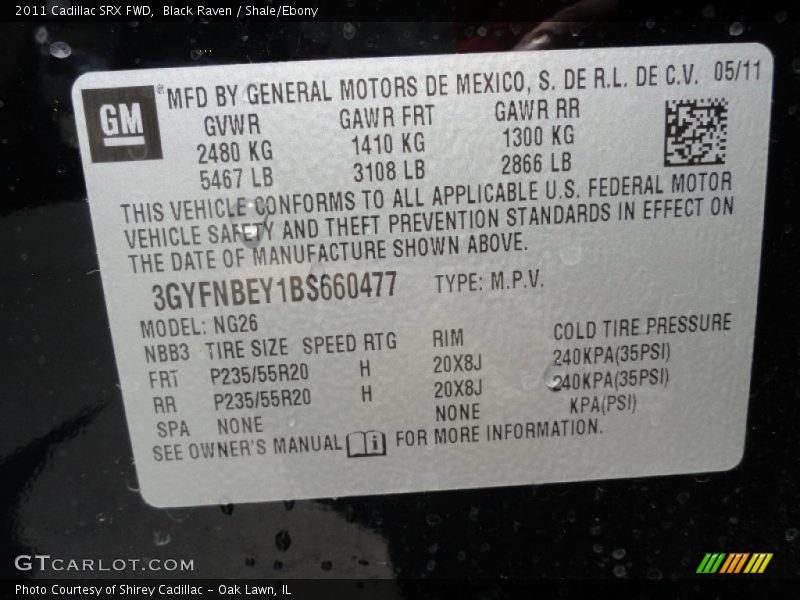 2011 Cadillac SRX FWD, Black Raven / Shale/Ebony
GM ® MFD BY GENERAL MOTORS DE MEXICO, S. DE R.L. DE C.V. 05/11
GVWR GAWR FRT GAWR RR
2480 KG 1410 KG 1300 KG
5467 LB 3108 LB 2866 LB
THIS VEHICLE CONFORMS TO ALL APPLICABLE U.S. FEDERAL MOTOR
VEHICLE SAFETY AND THEFT PREVENTION STANDARDS IN EFFECT ON
THE DATE OF MANUFACTURE SHOWN ABOVE.
3GYFNBEY1BS660477 TYPE: M.P.V.
MODEL: NG26
NBB3 TIRE SIZE SPEED RTG RIM COLD TIRE PRESSURE
FRT P235/55R20 H 20X8J 240KPA(35PSI)
RR P235/55R20 H 20X8J 240KPA(35PSI)
SPA NONE NONE KPA(PSI)
SEE OWNER'S MANUAL i FOR MORE INFORMATION.
GTCARLOT.COM
Photo Courtesy of Shirey Cadillac - Oak Lawn, IL